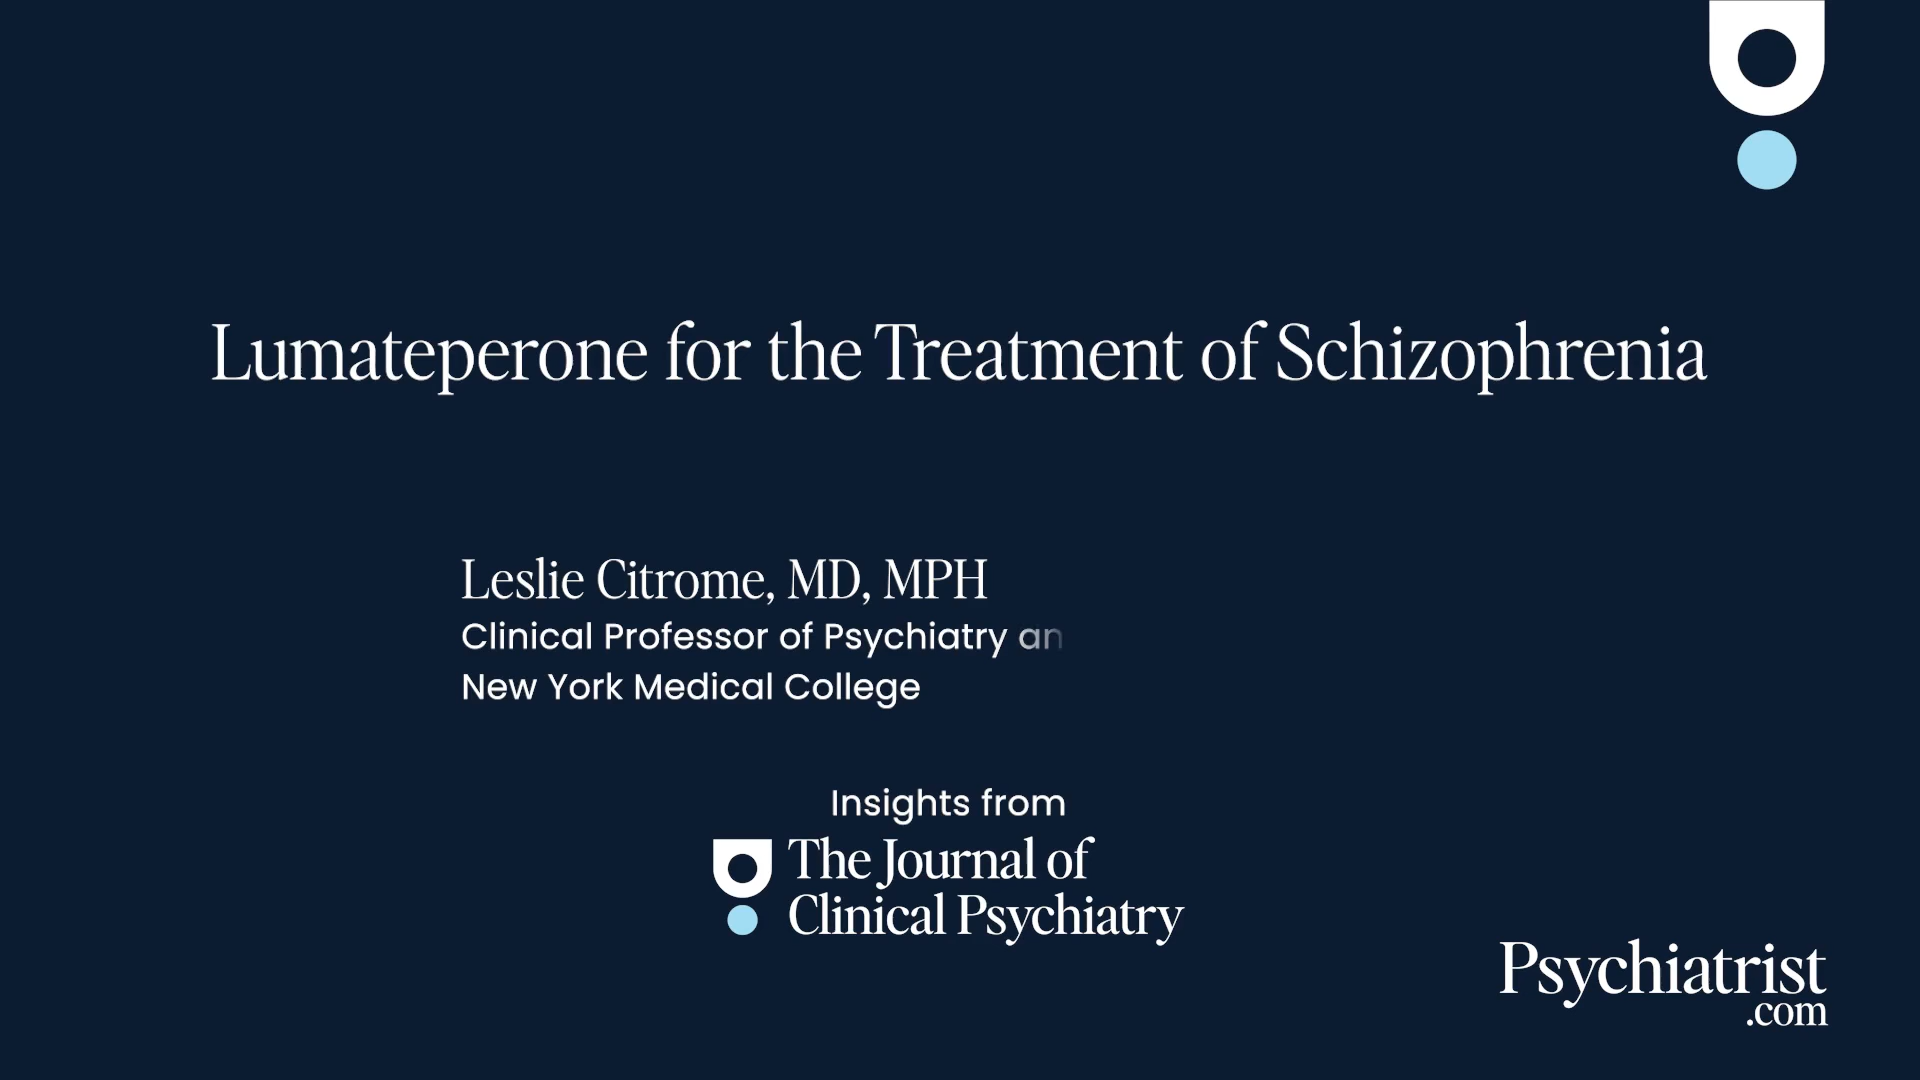 Lumateperone for the Treatment of Schizophrenia
Leslie Citrome, MD, MPH
Clinical Professor of Psychiatry an
New York Medical College
Insights from
The Journal of
Clinical Psychiatry
Psychiatrist
.com